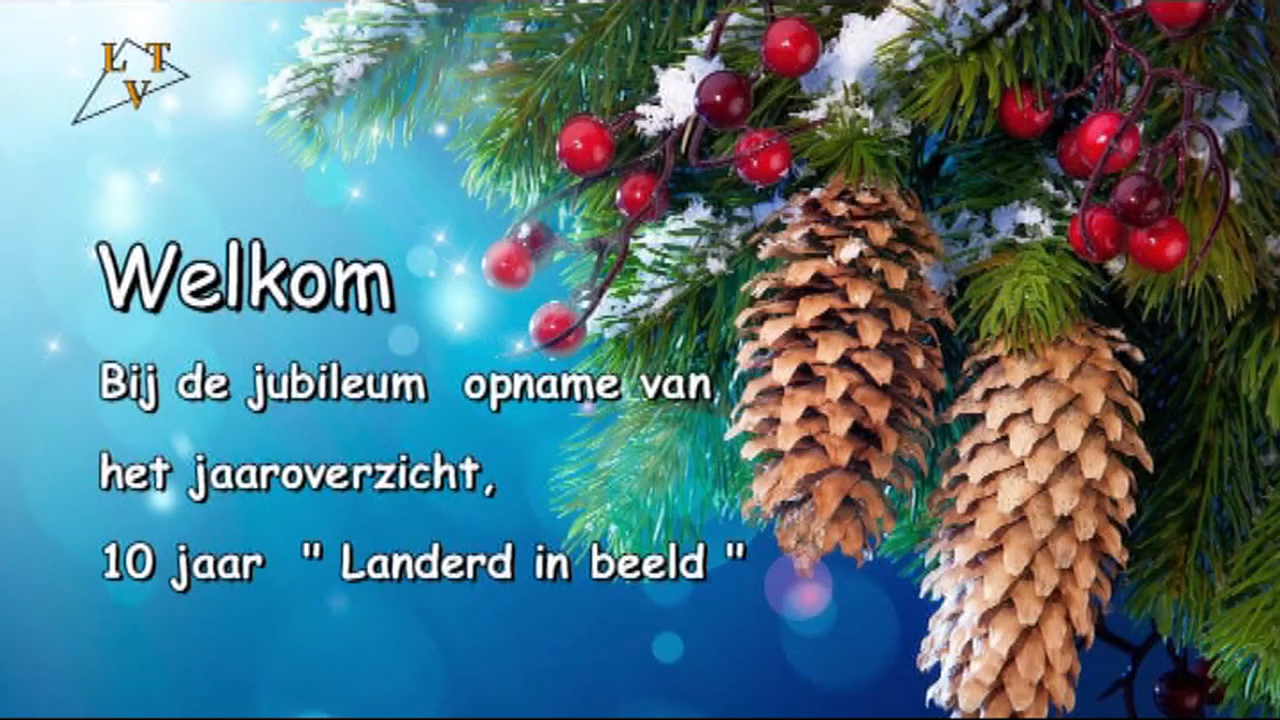 L T
V
Welkom
Bij de jubileum opname van
het jaaroverzicht,
10 jaar " Landerd in beeld "